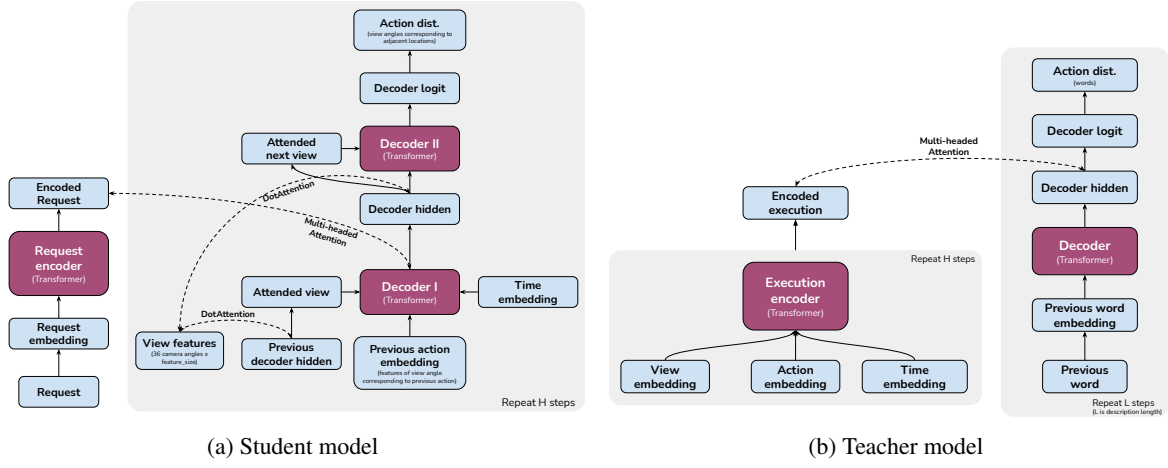 Action dist.
(view angles corresponding to
adjacent locations)
Decoder logit
Attended
next view
Decoder II
(Transformer)
DotAttention
Encoded
Request
Decoder hidden
Multi-headed
Attention
Request
encoder
(Transformer)
Attended view
Decoder I
(Transformer)
Time
embedding
DotAttention
Request
embedding
View features
(36 camera angles x
feature_size)
Previous
decoder hidden
Previous action
embedding
(features of view angle
corresponding to previous action)
Request
Repeat H steps
(a) Student model
Action dist.
(words)
Decoder logit
Multi-headed
Attention
Decoder hidden
Encoded
execution
Decoder
(Transformer)
Repeat H steps
Execution
encoder
(Transformer)
Previous word
embedding
View
embedding
Action
embedding
Time
embedding
Previous
word
Repeat L steps
(L is description length)
(b) Teacher model